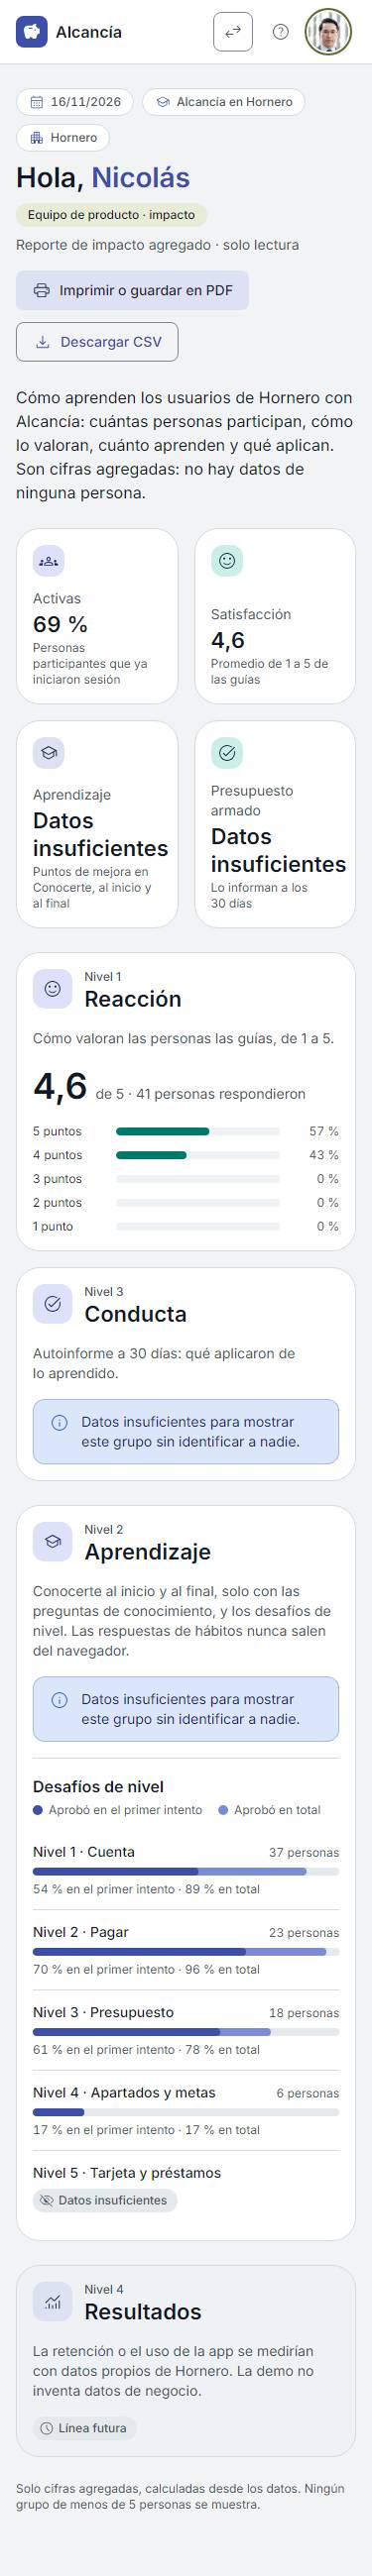 Alcancía
16/11/2026
Alcancía en Hornero
Hornero
Hola, Nicolás
Equipo de producto · impacto
Reporte de impacto agregado · solo lectura
Imprimir o guardar en PDF
Descargar CSV
Cómo aprenden los usuarios de Hornero con
Alcancía: cuántas personas participan, cómo
lo valoran, cuánto aprenden y qué aplican.
Son cifras agregadas: no hay datos de
ninguna persona.
Activas
69 %
Personas
participantes que ya
iniciaron sesión
Satisfacción
4,6
Promedio de 1 a 5 de
las guías
Aprendizaje
Datos
insuficientes
Puntos de mejora en
Conocerte, al inicio y
al final
Presupuesto
armado
Datos
insuficientes
Lo informan a los
30 días
Nivel 1
Reacción
Cómo valoran las personas las guías, de 1 a 5.
4,6 de 5 · 41 personas respondieron
5 puntos 57 %
4 puntos 43 %
3 puntos 0 %
2 puntos 0 %
1 punto 0 %
Nivel 3
Conducta
Autoinforme a 30 días: qué aplicaron de
lo aprendido.
Datos insuficientes para mostrar
este grupo sin identificar a nadie.
Nivel 2
Aprendizaje
Conocerte al inicio y al final, solo con las
preguntas de conocimiento, y los desafíos de
nivel. Las respuestas de hábitos nunca salen
del navegador.
Datos insuficientes para mostrar
este grupo sin identificar a nadie.
Desafíos de nivel
Aprobó en el primer intento Aprobó en total
Nivel 1 · Cuenta 37 personas
54 % en el primer intento · 89 % en total
Nivel 2 · Pagar 23 personas
70 % en el primer intento · 96 % en total
Nivel 3 · Presupuesto 18 personas
61 % en el primer intento · 78 % en total
Nivel 4 · Apartados y metas 6 personas
17 % en el primer intento · 17 % en total
Nivel 5 · Tarjeta y préstamos
Datos insuficientes
Nivel 4
Resultados
La retención o el uso de la app se medirían
con datos propios de Hornero. La demo no
inventa datos de negocio.
Línea futura
Solo cifras agregadas, calculadas desde los datos. Ningún
grupo de menos de 5 personas se muestra.